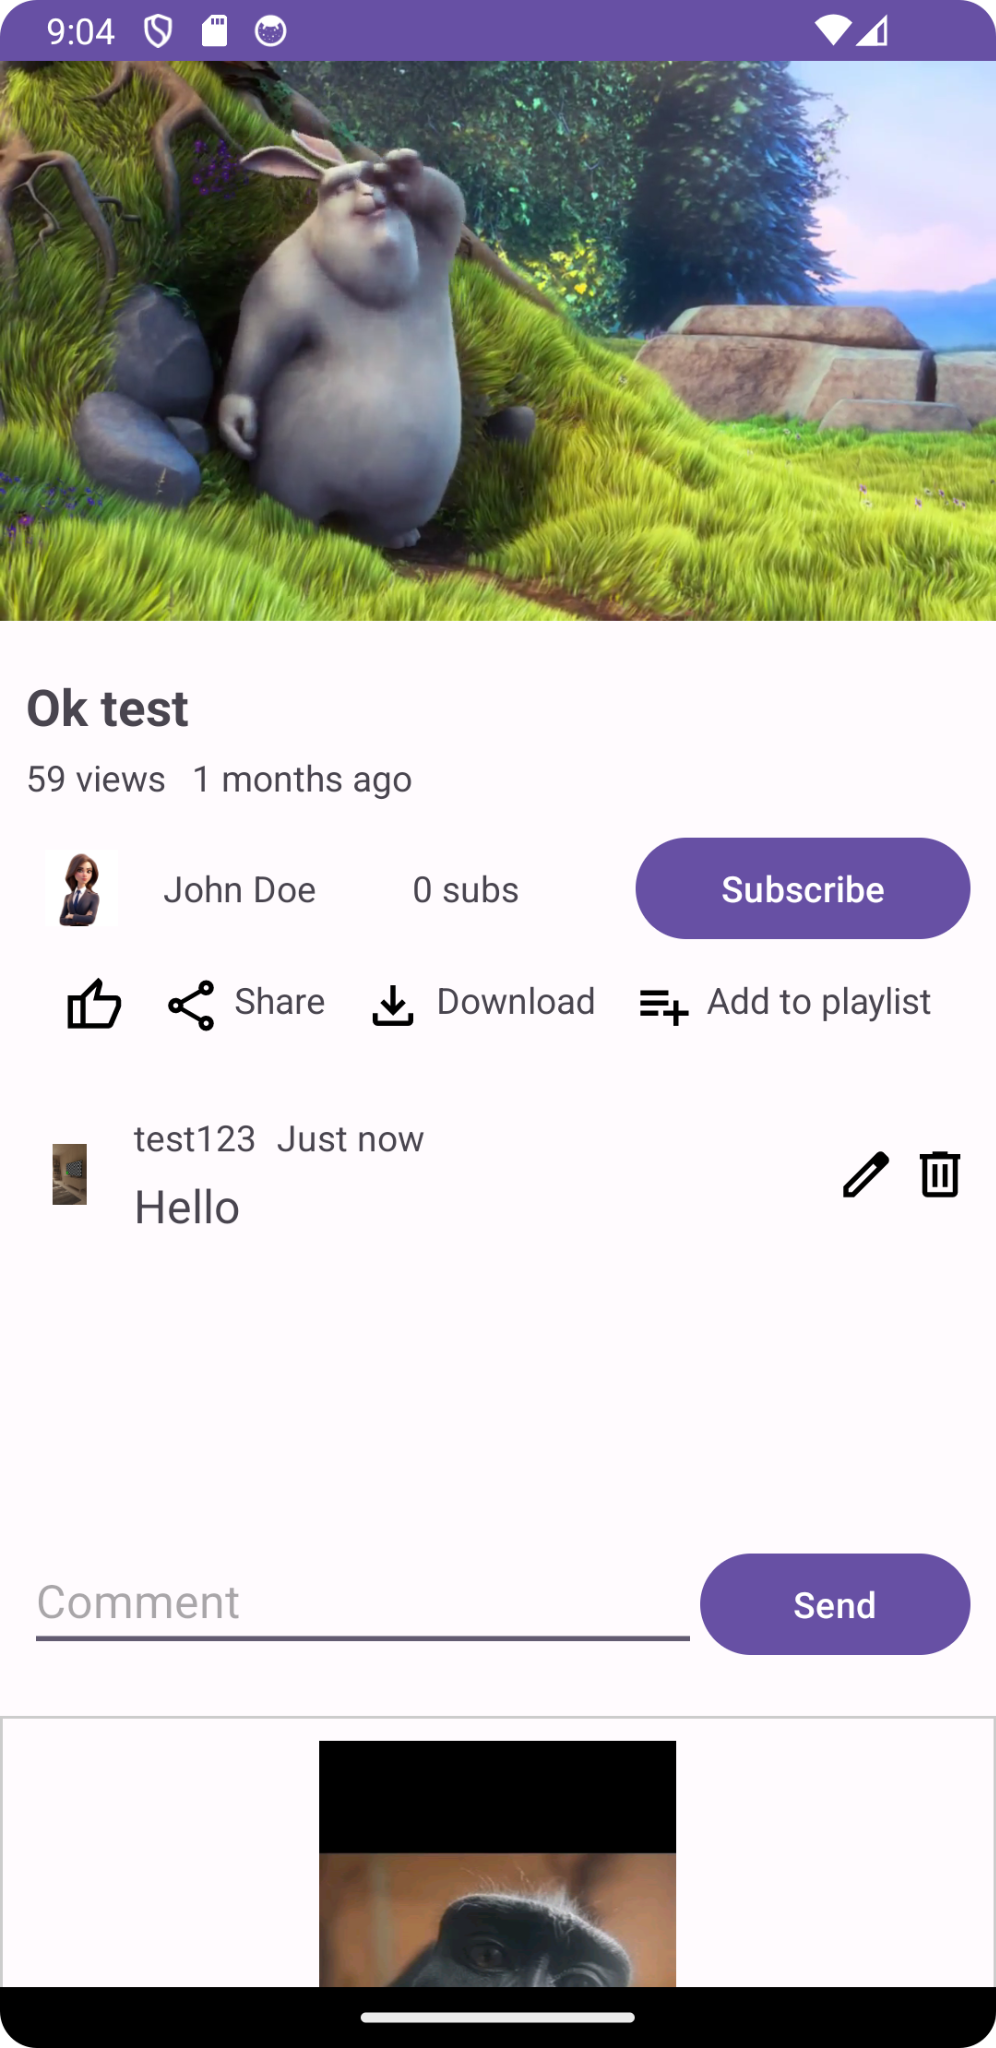 9:04
Ok test
59 views 1 months ago
John Doe 0 subs Subscribe
Share Download Add to playlist
test123 Just now
Hello
Comment Send